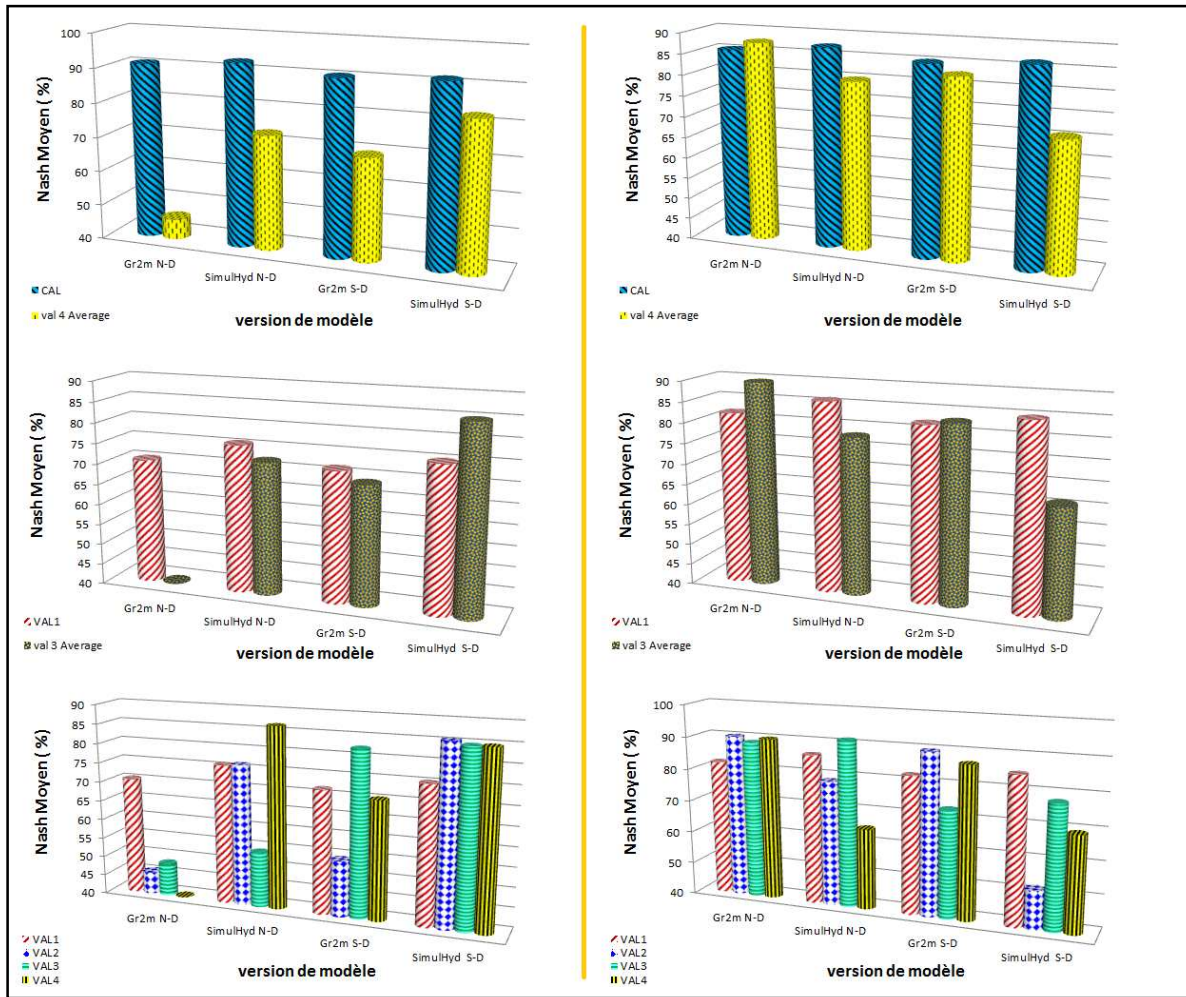 Nash Moyen ( %)
100
90
80
70
60
50
40
Gr2m N-D
SimulHyd N-D
Gr2m S-D
SimulHyd S-D
CAL
val 4 Average
version de modèle
Nash Moyen ( %)
90
85
80
75
70
65
60
55
50
45
40
Gr2m N-D
SimulHyd N-D
Gr2m S-D
SimulHyd S-D
CAL
val 4 Average
version de modèle
Nash Moyen ( %)
90
85
80
75
70
65
60
55
50
45
40
Gr2m N-D
SimulHyd N-D
Gr2m S-D
SimulHyd S-D
VAL1
val 3 Average
version de modèle
Nash Moyen ( %)
90
85
80
75
70
65
60
55
50
45
40
Gr2m N-D
SimulHyd N-D
Gr2m S-D
SimulHyd S-D
VAL1
val 3 Average
version de modèle
Nash Moyen ( %)
90
85
80
75
70
65
60
55
50
45
40
Gr2m N-D
SimulHyd N-D
Gr2m S-D
SimulHyd S-D
VAL1
VAL2
VAL3
VAL4
version de modèle
Nash Moyen ( %)
100
90
80
70
60
50
40
Gr2m N-D
SimulHyd N-D
Gr2m S-D
SimulHyd S-D
VAL1
VAL2
VAL3
VAL4
version de modèle